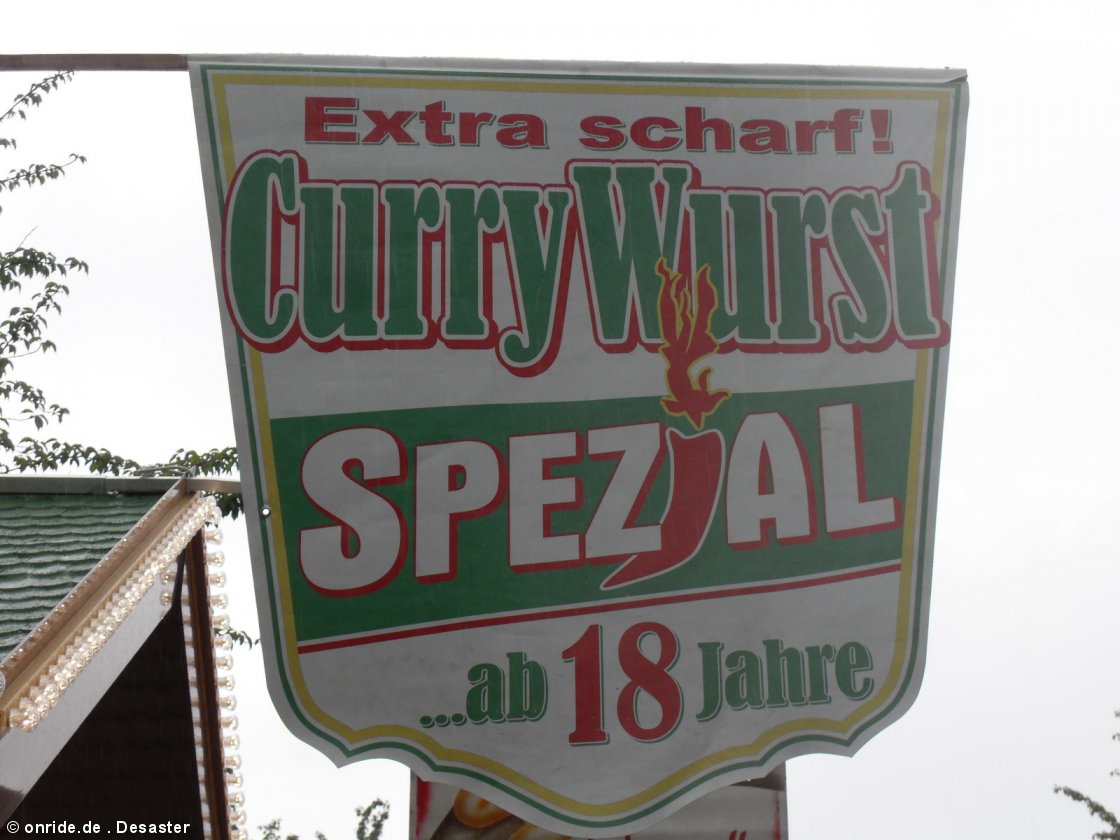 Extra scharf!
CurryWurst
SPEZIAL
...ab 18 Jahre
© onride.de . Desaster